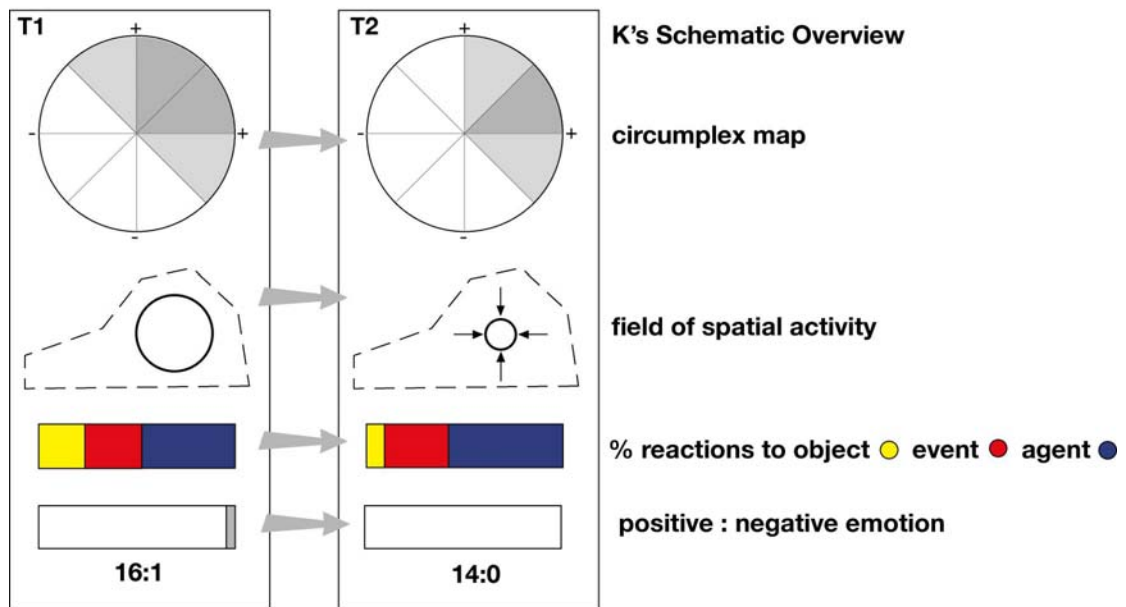 T1
T2
K's Schematic Overview
+
+
-
+
-
+
circumplex map
-
-
field of spatial activity
% reactions to object event agent
positive : negative emotion
16:1
14:0